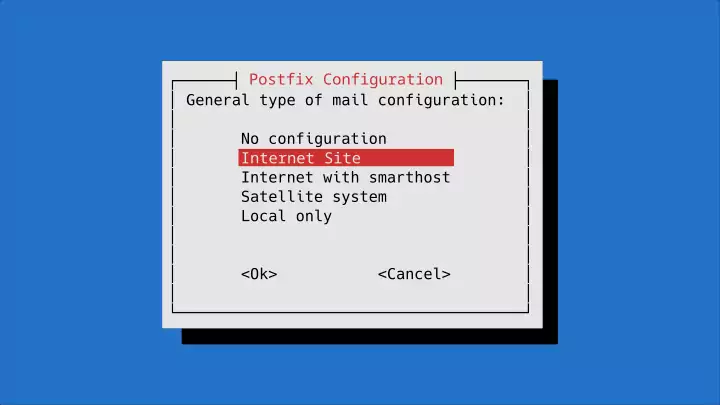 Postfix Configuration
General type of mail configuration:
No configuration
Internet Site
Internet with smarthost
Satellite system
Local only
<Ok> <Cancel>